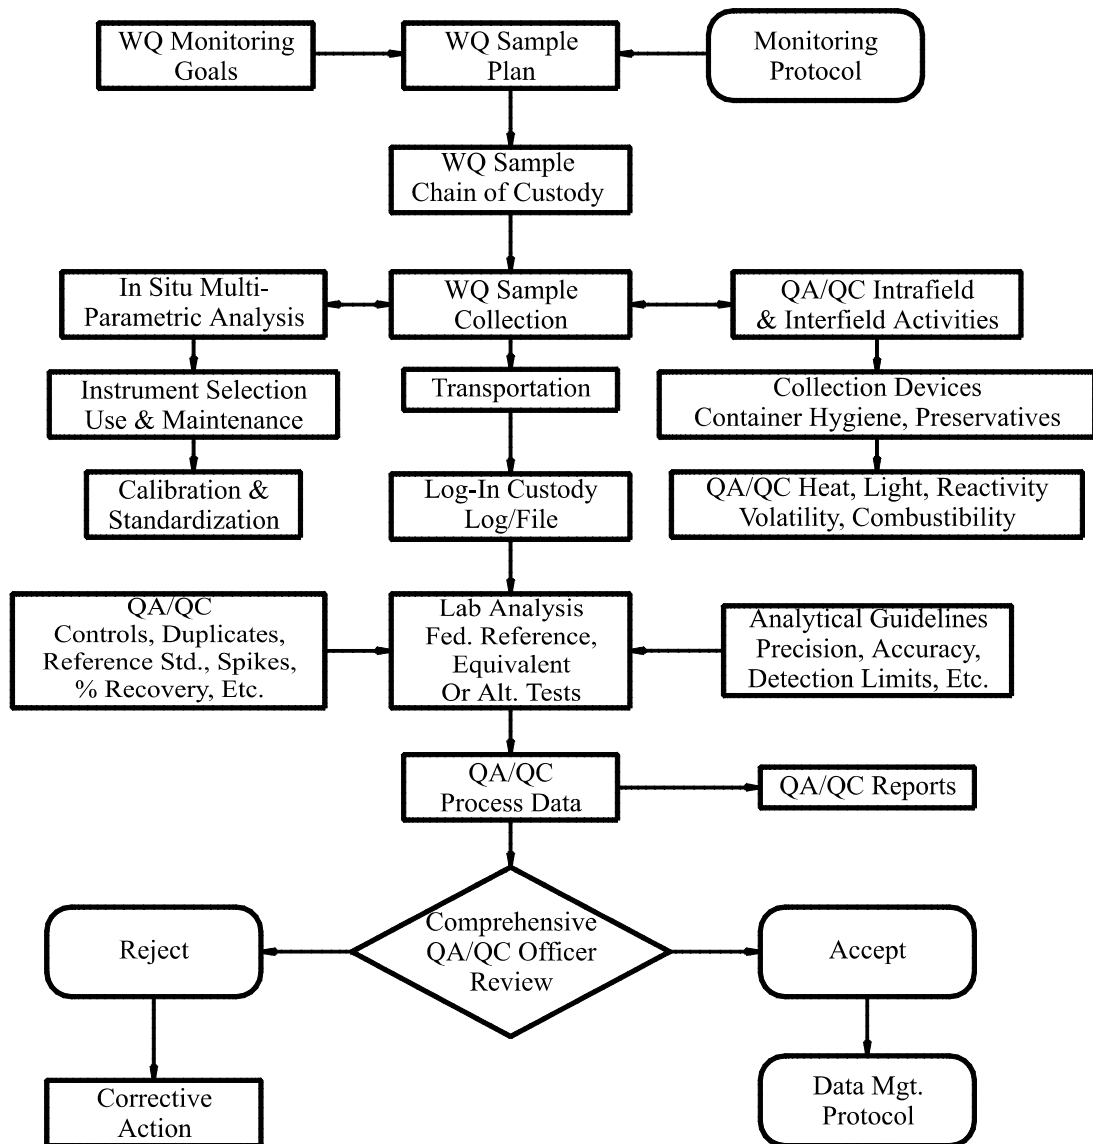 WQ Monitoring
Goals
WQ Sample
Plan
Monitoring
Protocol
WQ Sample
Chain of Custody
In Situ Multi-
Parametric Analysis
WQ Sample
Collection
QA/QC Intrafield
& Interfield Activities
Instrument Selection
Use & Maintenance
Transportation
Collection Devices
Container Hygiene, Preservatives
Calibration &
Standardization
Log-In Custody
Log/File
QA/QC Heat, Light, Reactivity
Volatility, Combustibility
QA/QC
Controls, Duplicates,
Reference Std., Spikes,
% Recovery, Etc.
Lab Analysis
Fed. Reference,
Equivalent
Or Alt. Tests
Analytical Guidelines
Precision, Accuracy,
Detection Limits, Etc.
QA/QC
Process Data
QA/QC Reports
Reject
Comprehensive
QA/QC Officer
Review
Accept
Corrective
Action
Data Mgt.
Protocol